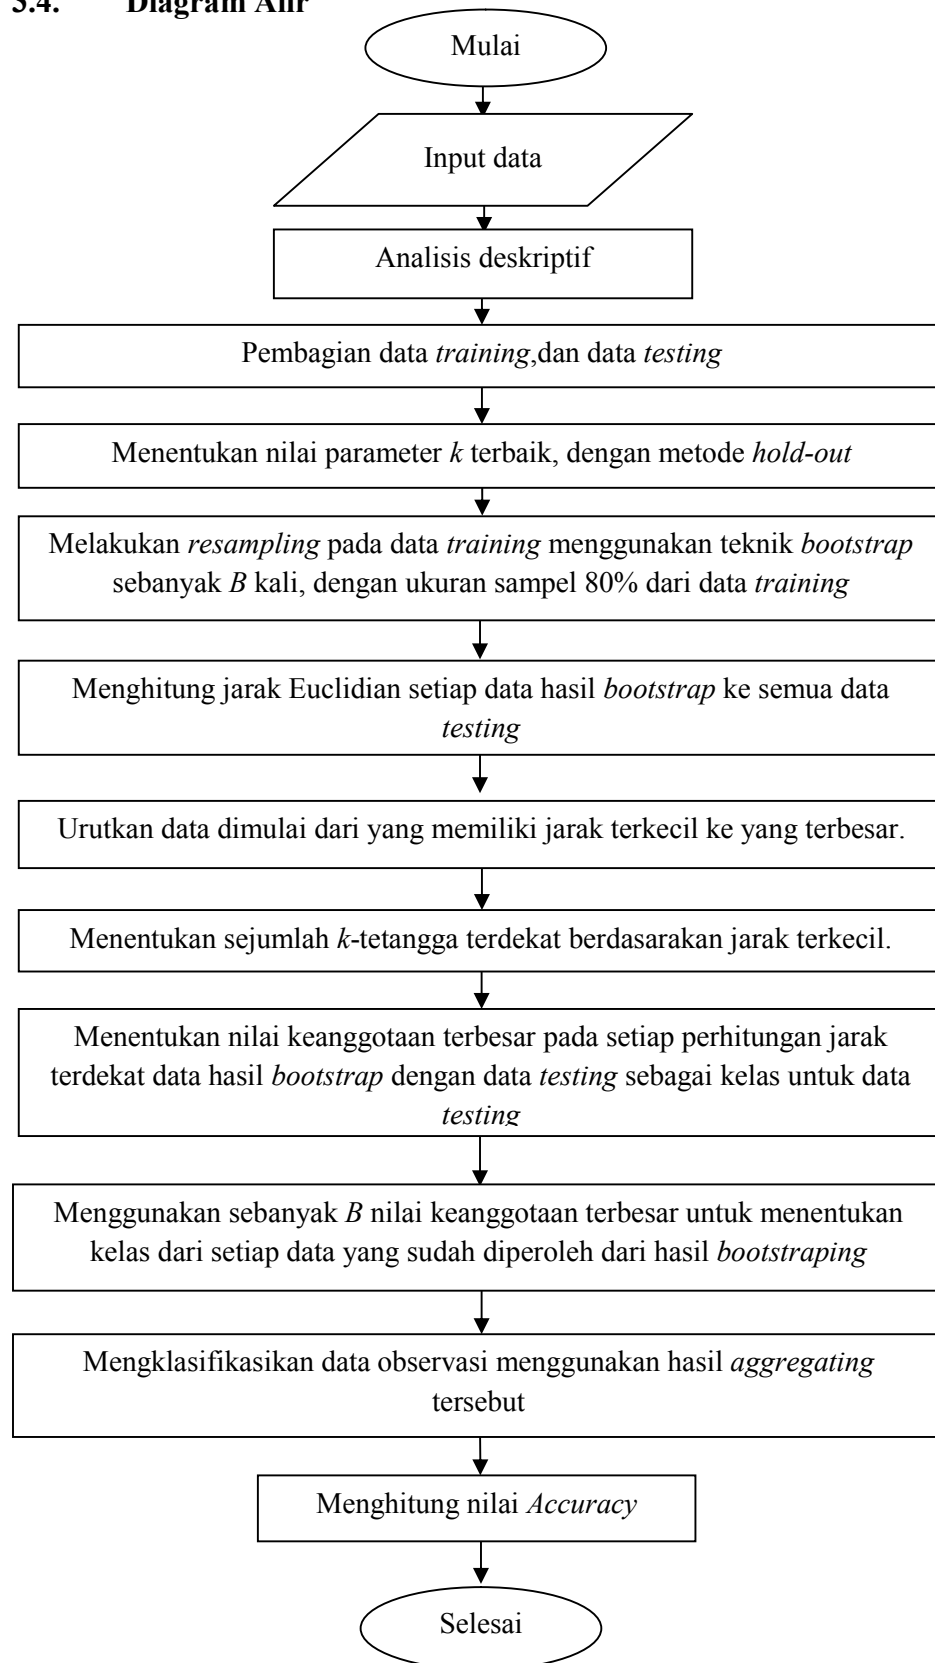 3.4. Diagram Alir
Mulai
Input data
Analisis deskriptif
Pembagian data training,dan data testing
Menentukan nilai parameter k terbaik, dengan metode hold-out
Melakukan resampling pada data training menggunakan teknik bootstrap
sebanyak B kali, dengan ukuran sampel 80% dari data training
Menghitung jarak Euclidian setiap data hasil bootstrap ke semua data
testing
Urutkan data dimulai dari yang memiliki jarak terkecil ke yang terbesar.
Menentukan sejumlah k-tetangga terdekat berdasarakan jarak terkecil.
Menentukan nilai keanggotaan terbesar pada setiap perhitungan jarak
terdekat data hasil bootstrap dengan data testing sebagai kelas untuk data
testing
Menggunakan sebanyak B nilai keanggotaan terbesar untuk menentukan
kelas dari setiap data yang sudah diperoleh dari hasil bootstraping
Mengklasifikasikan data observasi menggunakan hasil aggregating
tersebut
Menghitung nilai Accuracy
Selesai